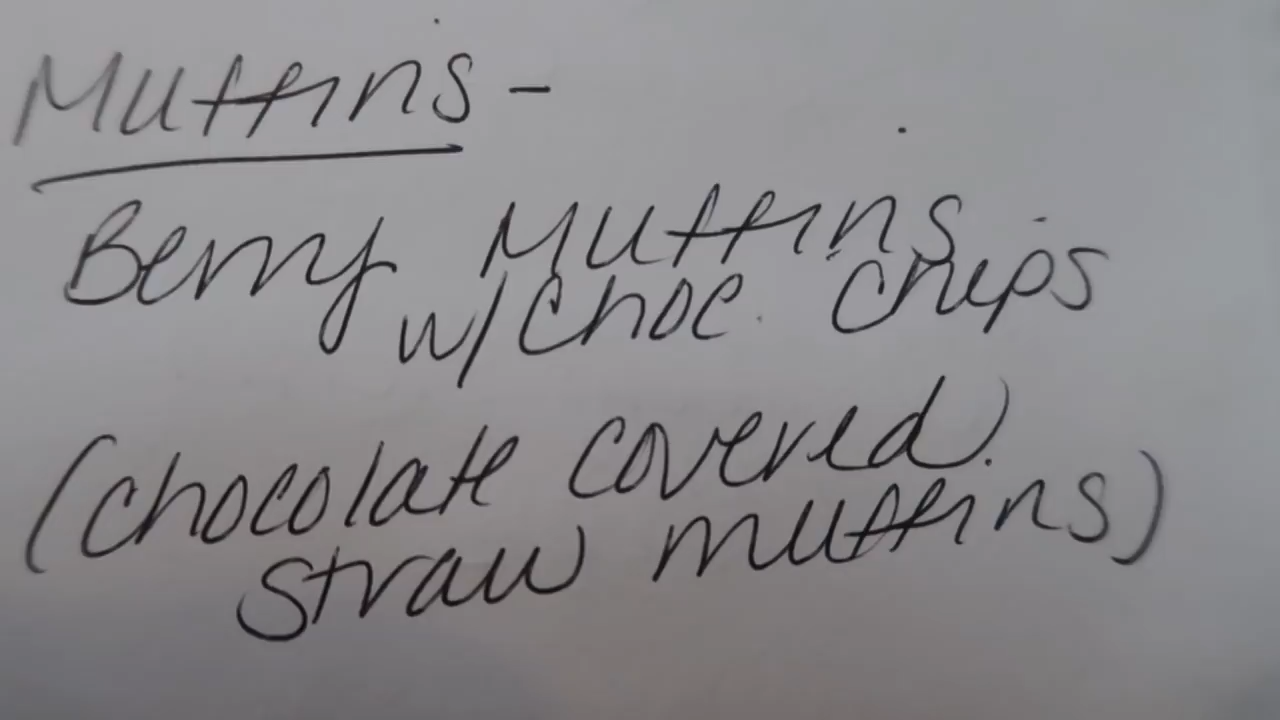 Muffins -
Berry Muffins
w/ choc. chips
(chocolate covered
straw muffins)